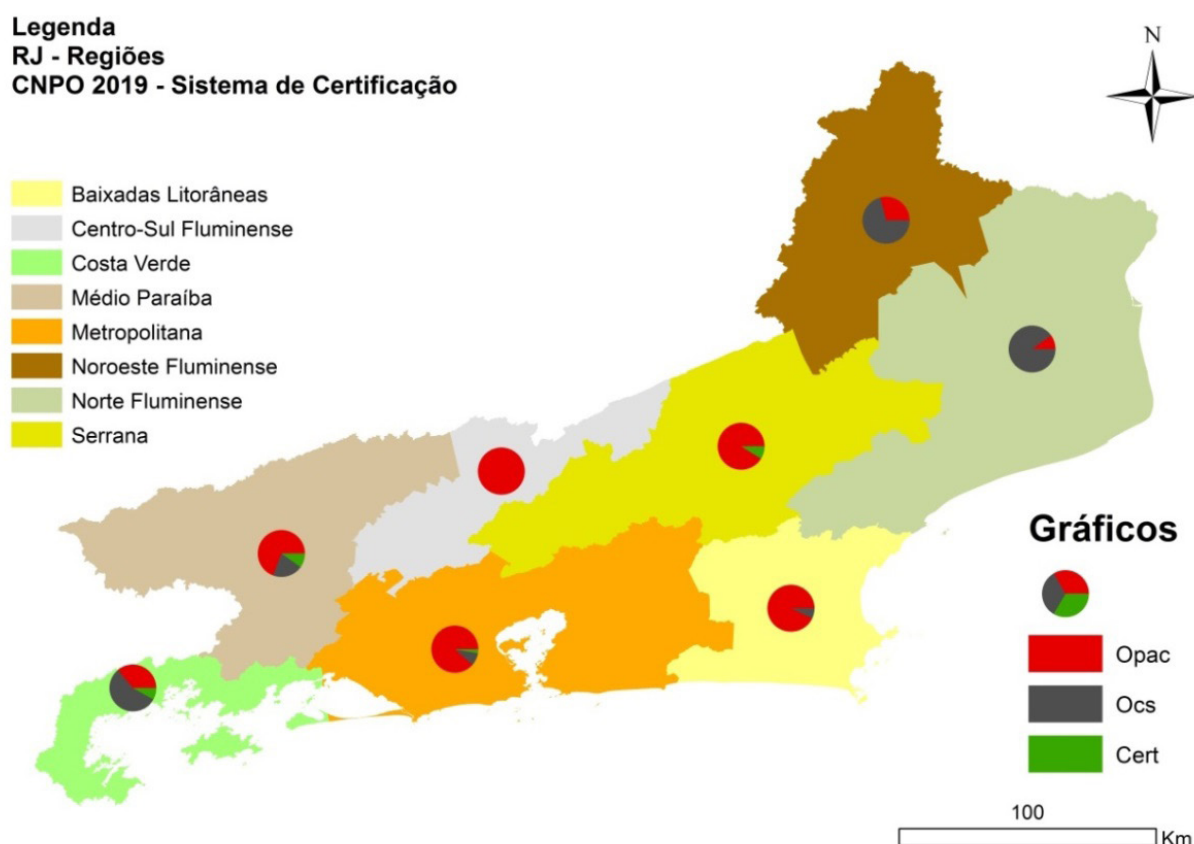 Legenda
RJ - Regiões
CNPO 2019 - Sistema de Certificação
N
Baixadas Litorâneas
Centro-Sul Fluminense
Costa Verde
Médio Paraíba
Metropolitana
Noroeste Fluminense
Norte Fluminense
Serrana
Gráficos
Opac
Ocs
Cert
100
Km